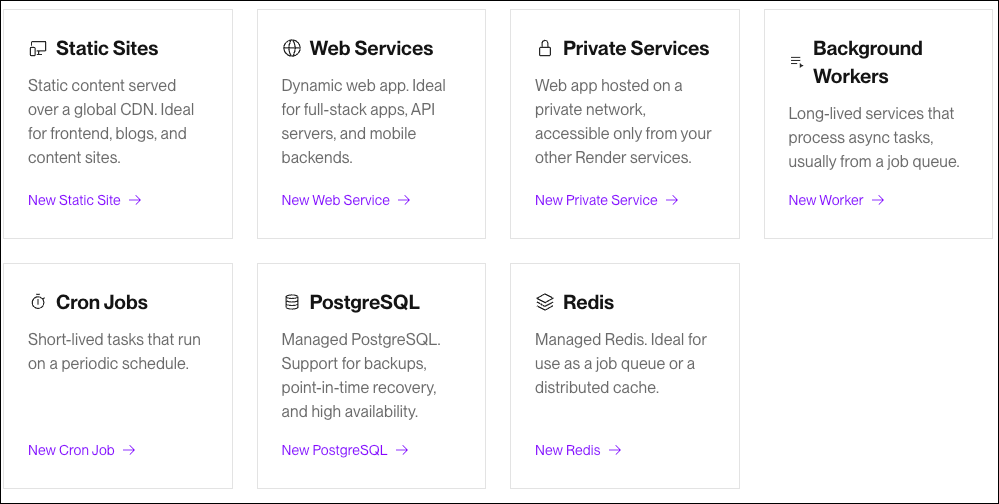 Static Sites
Static content served
over a global CDN. Ideal
for frontend, blogs, and
content sites.
New Static Site →
Web Services
Dynamic web app. Ideal
for full-stack apps, API
servers, and mobile
backends.
New Web Service →
Private Services
Web app hosted on a
private network,
accessible only from your
other Render services.
New Private Service →
Background
Workers
Long-lived services that
process async tasks,
usually from a job queue.
New Worker →
Cron Jobs
Short-lived tasks that run
on a periodic schedule.
New Cron Job →
PostgreSQL
Managed PostgreSQL.
Support for backups,
point-in-time recovery,
and high availability.
New PostgreSQL →
Redis
Managed Redis. Ideal for
use as a job queue or a
distributed cache.
New Redis →